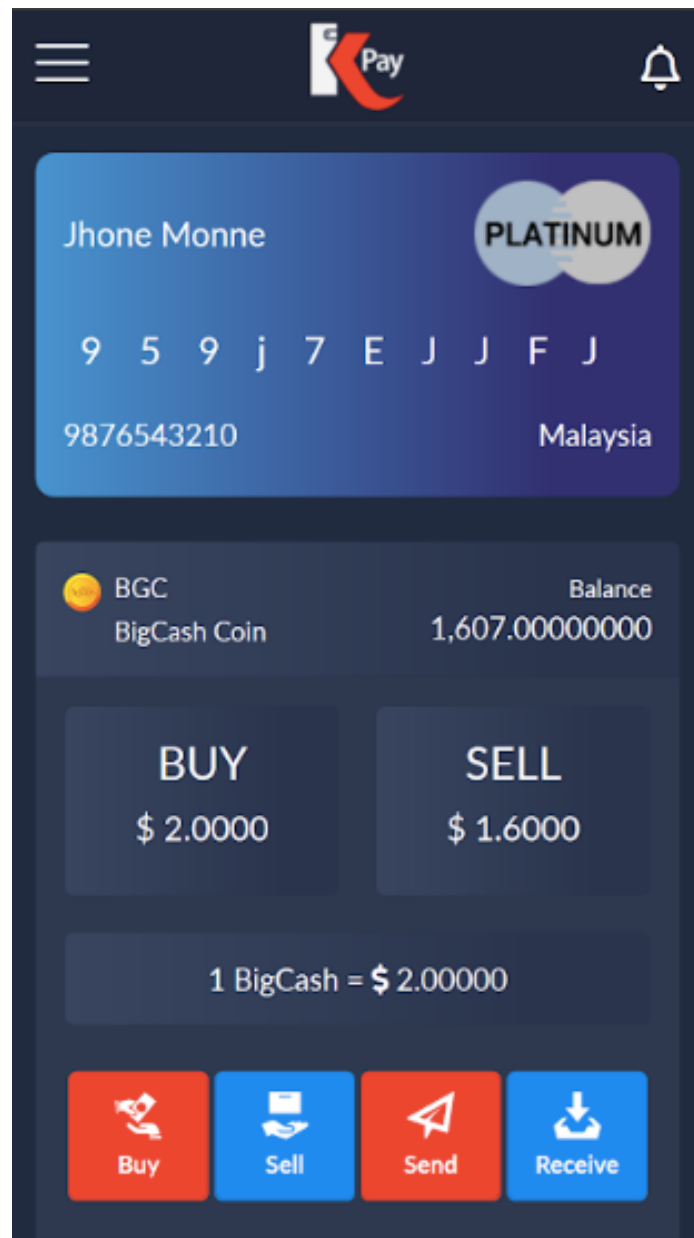 K Pay
Jhone Monne
PLATINUM
9 5 9 j 7 E J J F J
9876543210
Malaysia
BGC
Balance
BigCash Coin
1,607.00000000
BUY
SELL
$ 2.0000
$ 1.6000
1 BigCash = $ 2.00000
Buy
Sell
Send
Receive